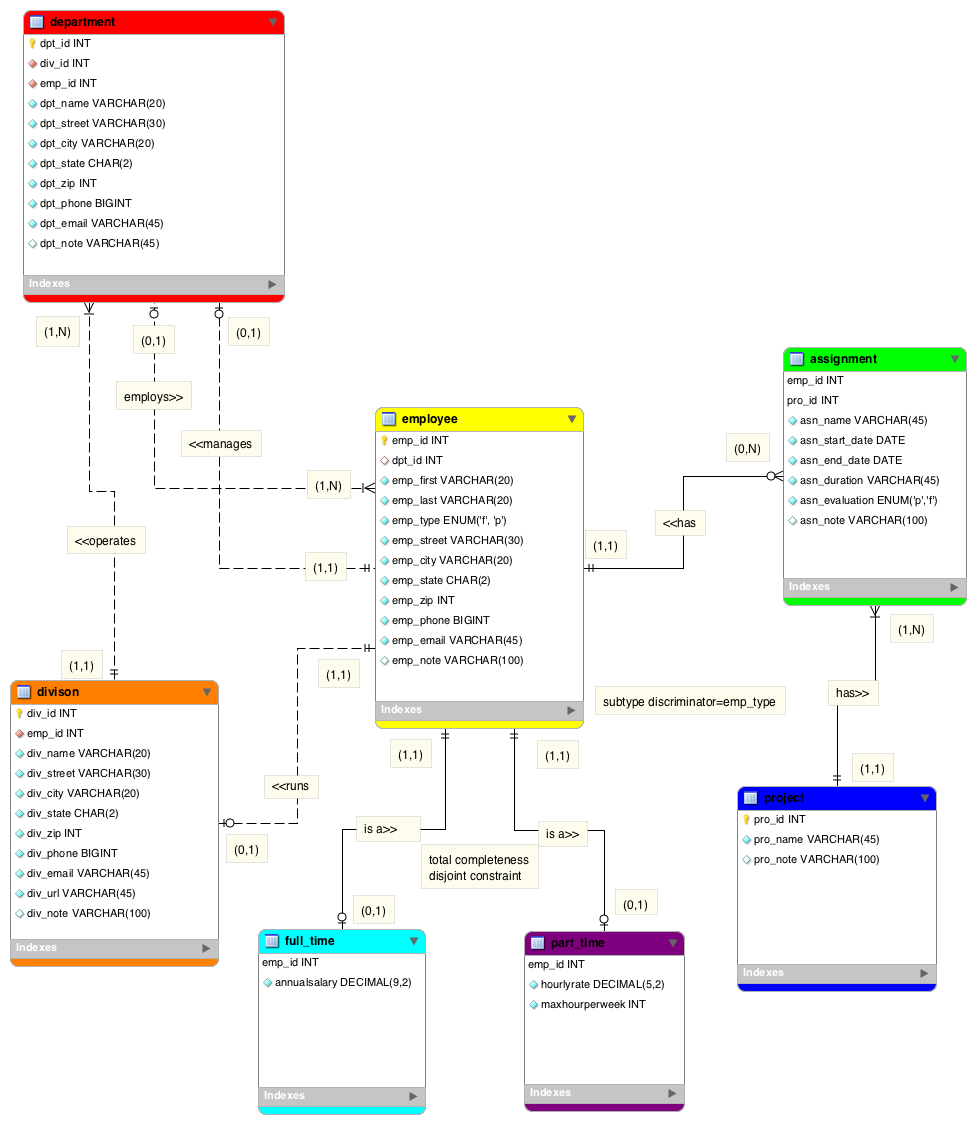 department
dpt_id INT
div_id INT
emp_id INT
dpt_name VARCHAR(20)
dpt_street VARCHAR(30)
dpt_city VARCHAR(20)
dpt_state CHAR(2)
dpt_zip INT
dpt_phone BIGINT
dpt_email VARCHAR(45)
dpt_note VARCHAR(45)
Indexes
(1,N)
(0,1)
(0,1)
employs>>
<<manages
(1,N)
(1,1)
<<operates
(1,1)
employee
emp_id INT
dpt_id INT
emp_first VARCHAR(20)
emp_last VARCHAR(20)
emp_type ENUM('f', 'p')
emp_street VARCHAR(30)
emp_city VARCHAR(20)
emp_state CHAR(2)
emp_zip INT
emp_phone BIGINT
emp_email VARCHAR(45)
emp_note VARCHAR(100)
Indexes
(1,1)
<<has
(0,N)
assignment
emp_id INT
pro_id INT
asn_name VARCHAR(45)
asn_start_date DATE
asn_end_date DATE
asn_duration VARCHAR(45)
asn_evaluation ENUM('p','f')
asn_note VARCHAR(100)
Indexes
(1,N)
has>>
(1,1)
subtype discriminator=emp_type
divison
div_id INT
emp_id INT
div_name VARCHAR(20)
div_street VARCHAR(30)
div_city VARCHAR(20)
div_state CHAR(2)
div_zip INT
div_phone BIGINT
div_email VARCHAR(45)
div_url VARCHAR(45)
div_note VARCHAR(100)
Indexes
(1,1)
<<runs
(0,1)
(1,1)
(1,1)
is a>>
is a>>
total completeness
disjoint constraint
(0,1)
(0,1)
project
pro_id INT
pro_name VARCHAR(45)
pro_note VARCHAR(100)
Indexes
full_time
emp_id INT
annualsalary DECIMAL(9,2)
Indexes
part_time
emp_id INT
hourlyrate DECIMAL(5,2)
maxhourperweek INT
Indexes